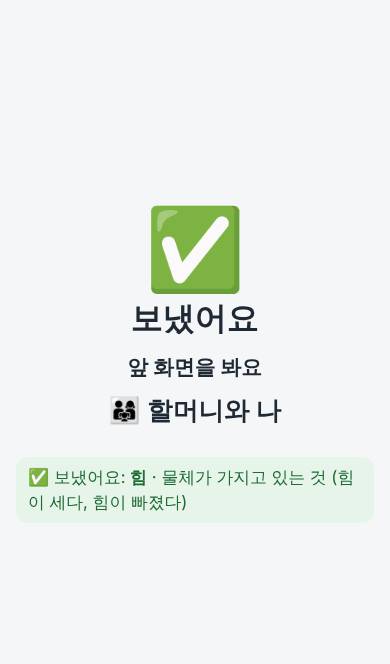 보냈어요
앞 화면을 봐요
👨‍👩‍👧 할머니와 나
✅ 보냈어요: 힘 · 물체가 가지고 있는 것 (힘
이 세다, 힘이 빠졌다)